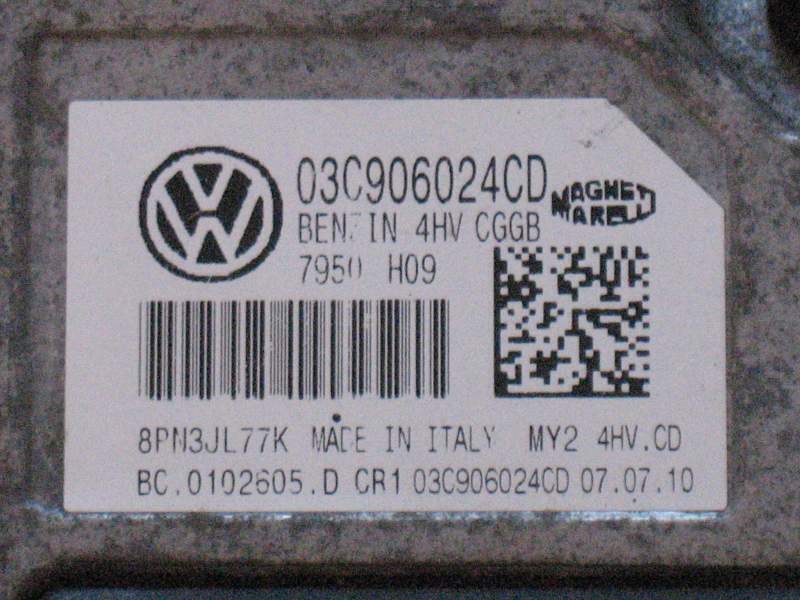 03C906024CD
MAGNETI
MARELLI
BENZIN 4HV CGGB
7950 H09
8PN3JL77K MADE IN ITALY MY2 4HV.CD
BC.0102605.D CR1 03C906024CD 07.07.10